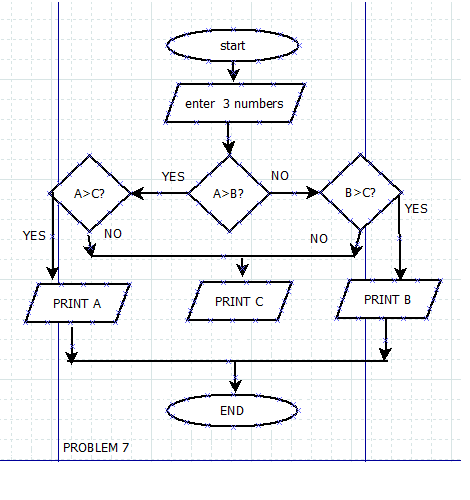 start
enter 3 numbers
YES
NO
A>C?
A>B?
B>C?
YES
YES
NO
NO
PRINT A
PRINT C
PRINT B
END
PROBLEM 7